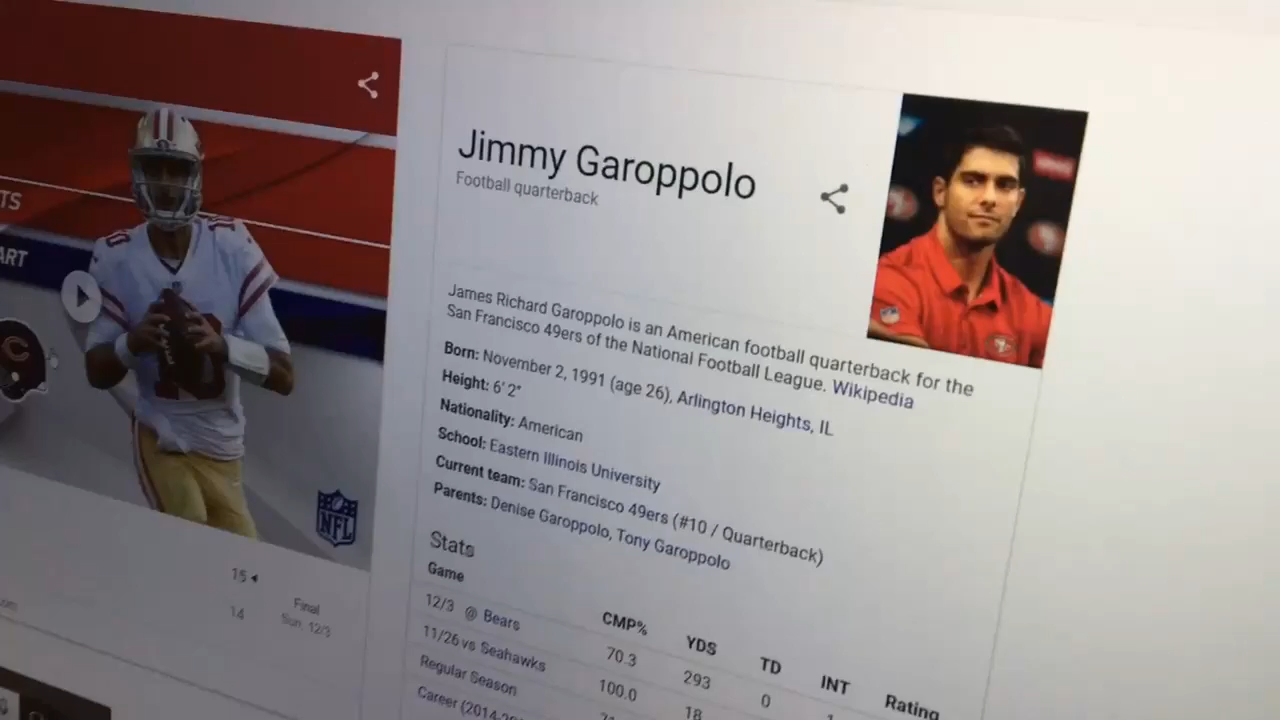 TS
ART
10
10
NFL
15
14
Final
Sun, 12/3
Jimmy Garoppolo
Football quarterback
James Richard Garoppolo is an American football quarterback for the
San Francisco 49ers of the National Football League. Wikipedia
Born: November 2, 1991 (age 26), Arlington Heights, IL
Height: 6' 2"
Nationality: American
School: Eastern Illinois University
Current team: San Francisco 49ers (#10 / Quarterback)
Parents: Denise Garoppolo, Tony Garoppolo
Stats
Game CMP% YDS TD INT Rating
12/3 @ Bears 70.3 293 0
11/26 vs Seahawks 100.0 18
Regular Season
Career (2014-